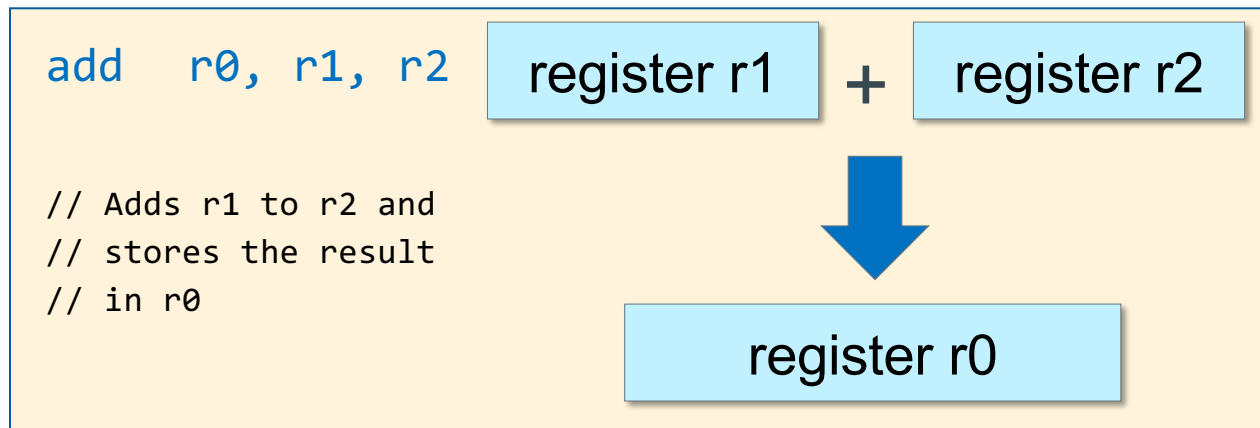 add r0, r1, r2
register r1 + register r2
// Adds r1 to r2 and
// stores the result
// in r0
register r0